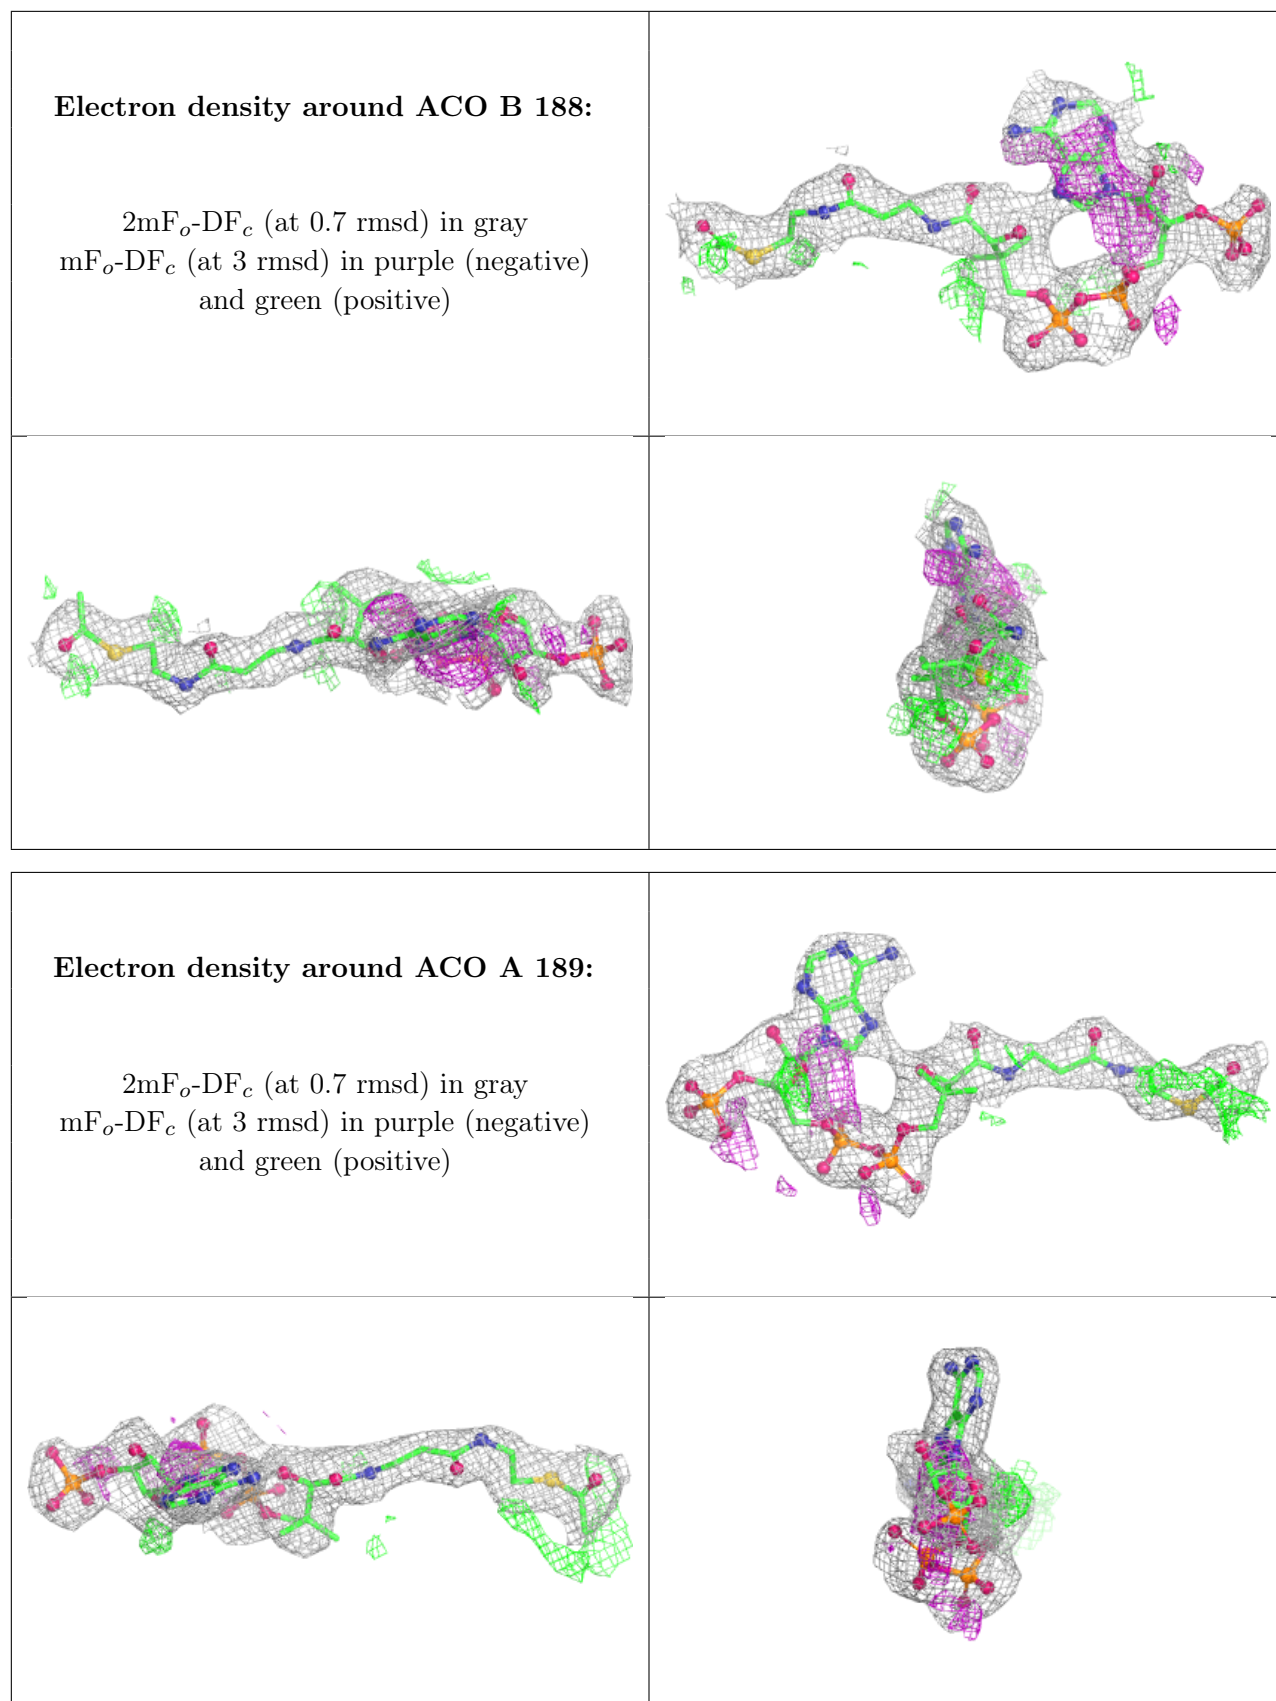 Electron density around ACO B 188:
2mFo-DFc (at 0.7 rmsd) in gray
mFo-DFc (at 3 rmsd) in purple (negative)
and green (positive)
Electron density around ACO A 189:
2mFo-DFc (at 0.7 rmsd) in gray
mFo-DFc (at 3 rmsd) in purple (negative)
and green (positive)